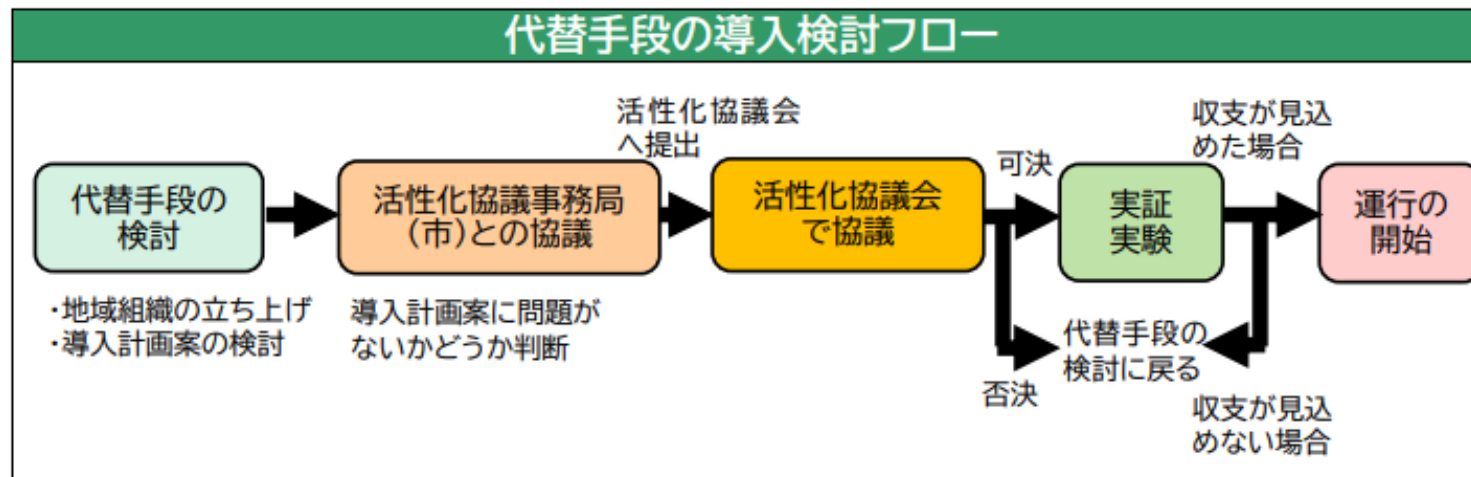 代替手段の導入検討フロー
代替手段の
検討
・地域組織の立ち上げ
・導入計画案の検討
活性化協議事務局
(市)との協議
導入計画案に問題が
ないかどうか判断
活性化協議会
へ提出
活性化協議会
で協議
可決
否決
実証
実験
代替手段の
検討に戻る
収支が見込
めた場合
収支が見込
めない場合
運行の
開始